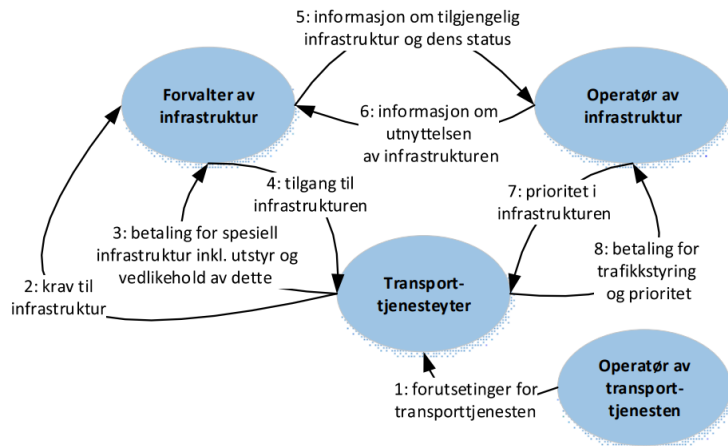 5: informasjon om tilgjengelig
infrastruktur og dens status
Forvalter av
infrastruktur
Operatør av
infrastruktur
6: informasjon om
utnyttelsen
av infrastrukturen
4: tilgang til
infrastrukturen
7: prioritet i
infrastrukturen
3: betaling for spesiell
infrastruktur inkl. utstyr og
vedlikehold av dette
8: betaling for
trafikkstyring
og prioritet
2: krav til
infrastruktur
Transport-
tjenesteyter
1: forutsetinger for
transporttjenesten
Operatør av
transport-
tjenesten